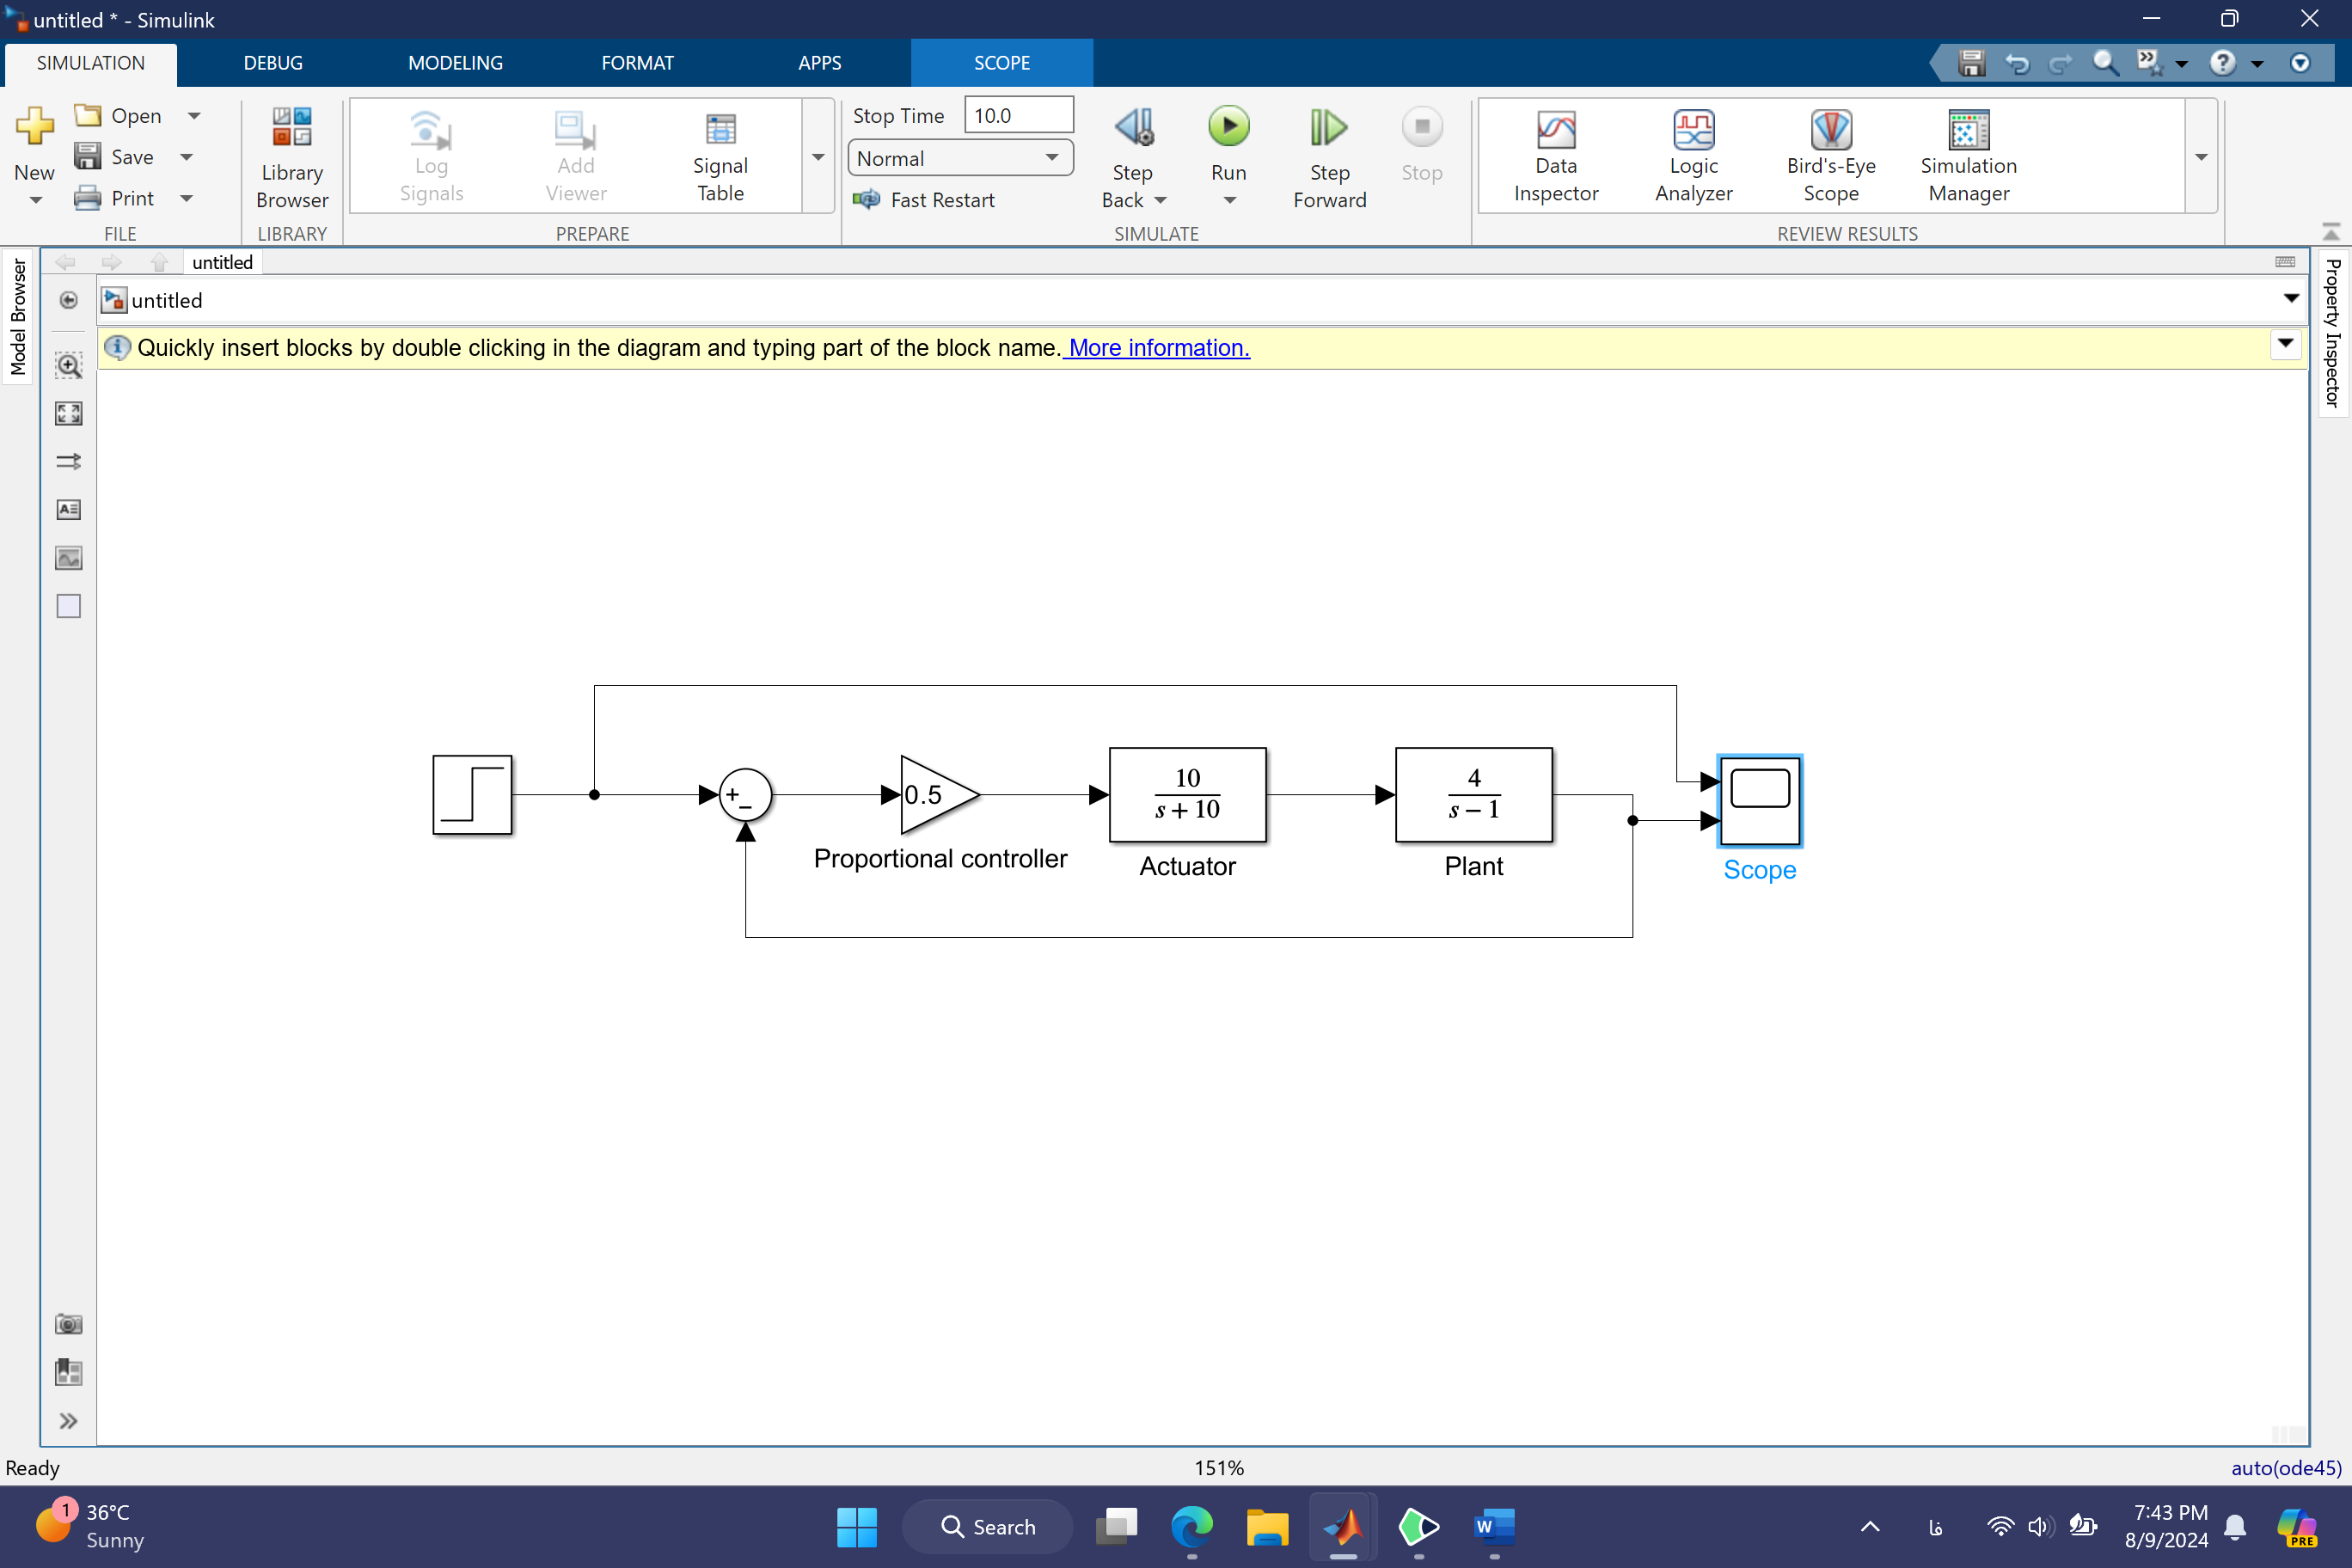 untitled * - Simulink
SIMULATION DEBUG MODELING FORMAT APPS SCOPE
New
Open
Save
Print
FILE
Library
Browser
LIBRARY
Log
Signals
Add
Viewer
Signal
Table
PREPARE
Stop Time 10.0
Normal
Fast Restart
Step
Back
Run
Step
Forward
Stop
SIMULATE
Data
Inspector
Logic
Analyzer
Bird's-Eye
Scope
Simulation
Manager
REVIEW RESULTS
Model Browser
Property Inspector
untitled
untitled
Quickly insert blocks by double clicking in the diagram and typing part of the block name. More information.
+
−
0.5
Proportional controller
10
s + 10
Actuator
4
s − 1
Plant
Scope
Ready
151%
auto(ode45)
1
36°C
Sunny
Search
W
فا
7:43 PM
8/9/2024
PRE